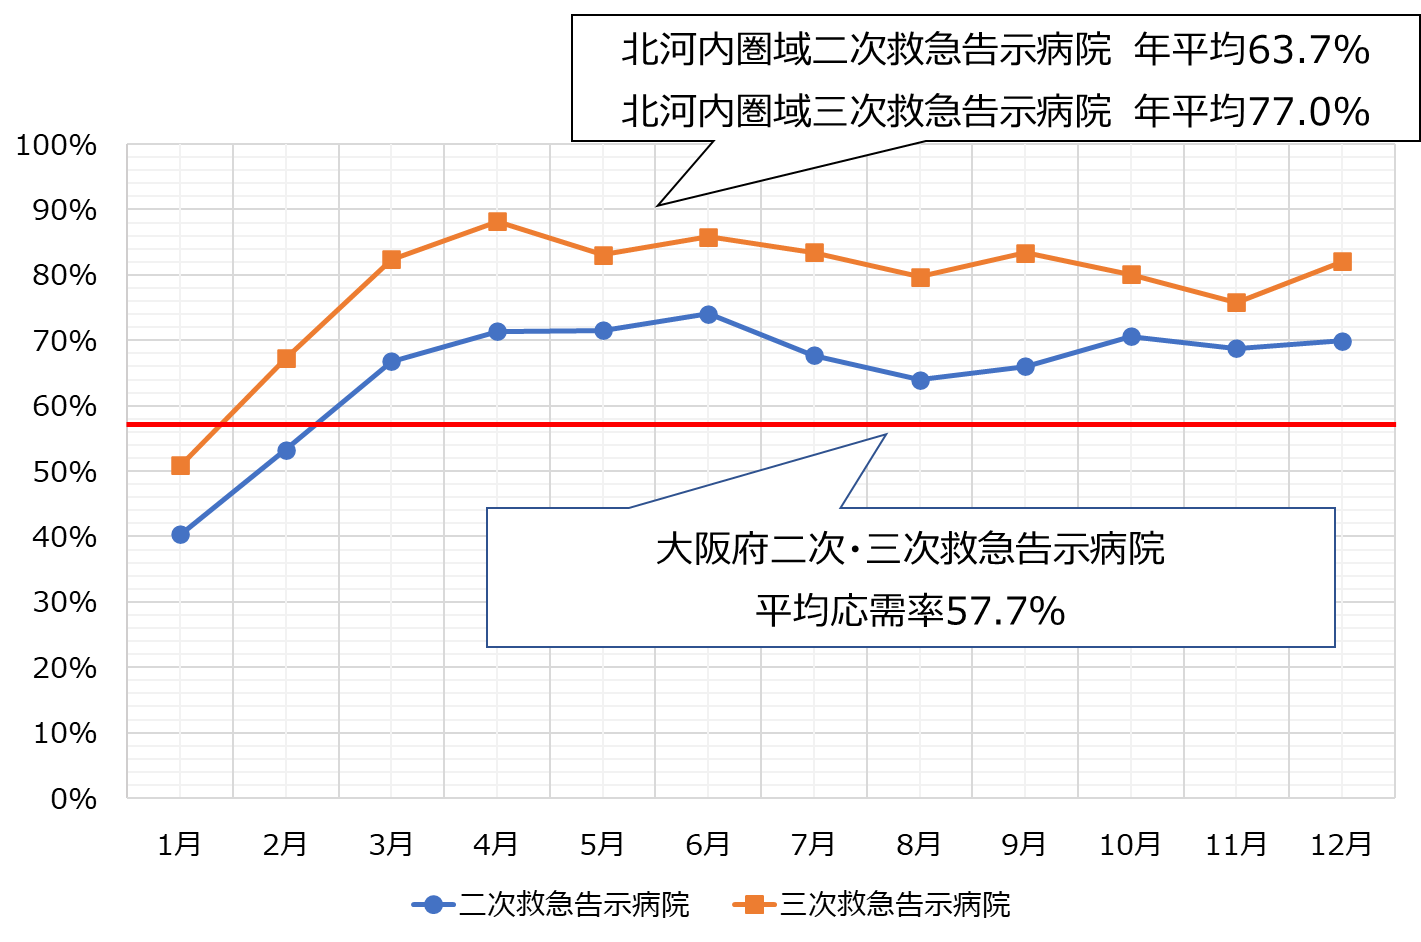 北河内圏域二次救急告示病院 年平均63.7%
北河内圏域三次救急告示病院 年平均77.0%
100%
90%
80%
70%
60%
50%
40%
30%
20%
10%
0%
大阪府二次・三次救急告示病院
平均応需率57.7%
1月 2月 3月 4月 5月 6月 7月 8月 9月 10月 11月 12月
二次救急告示病院 三次救急告示病院